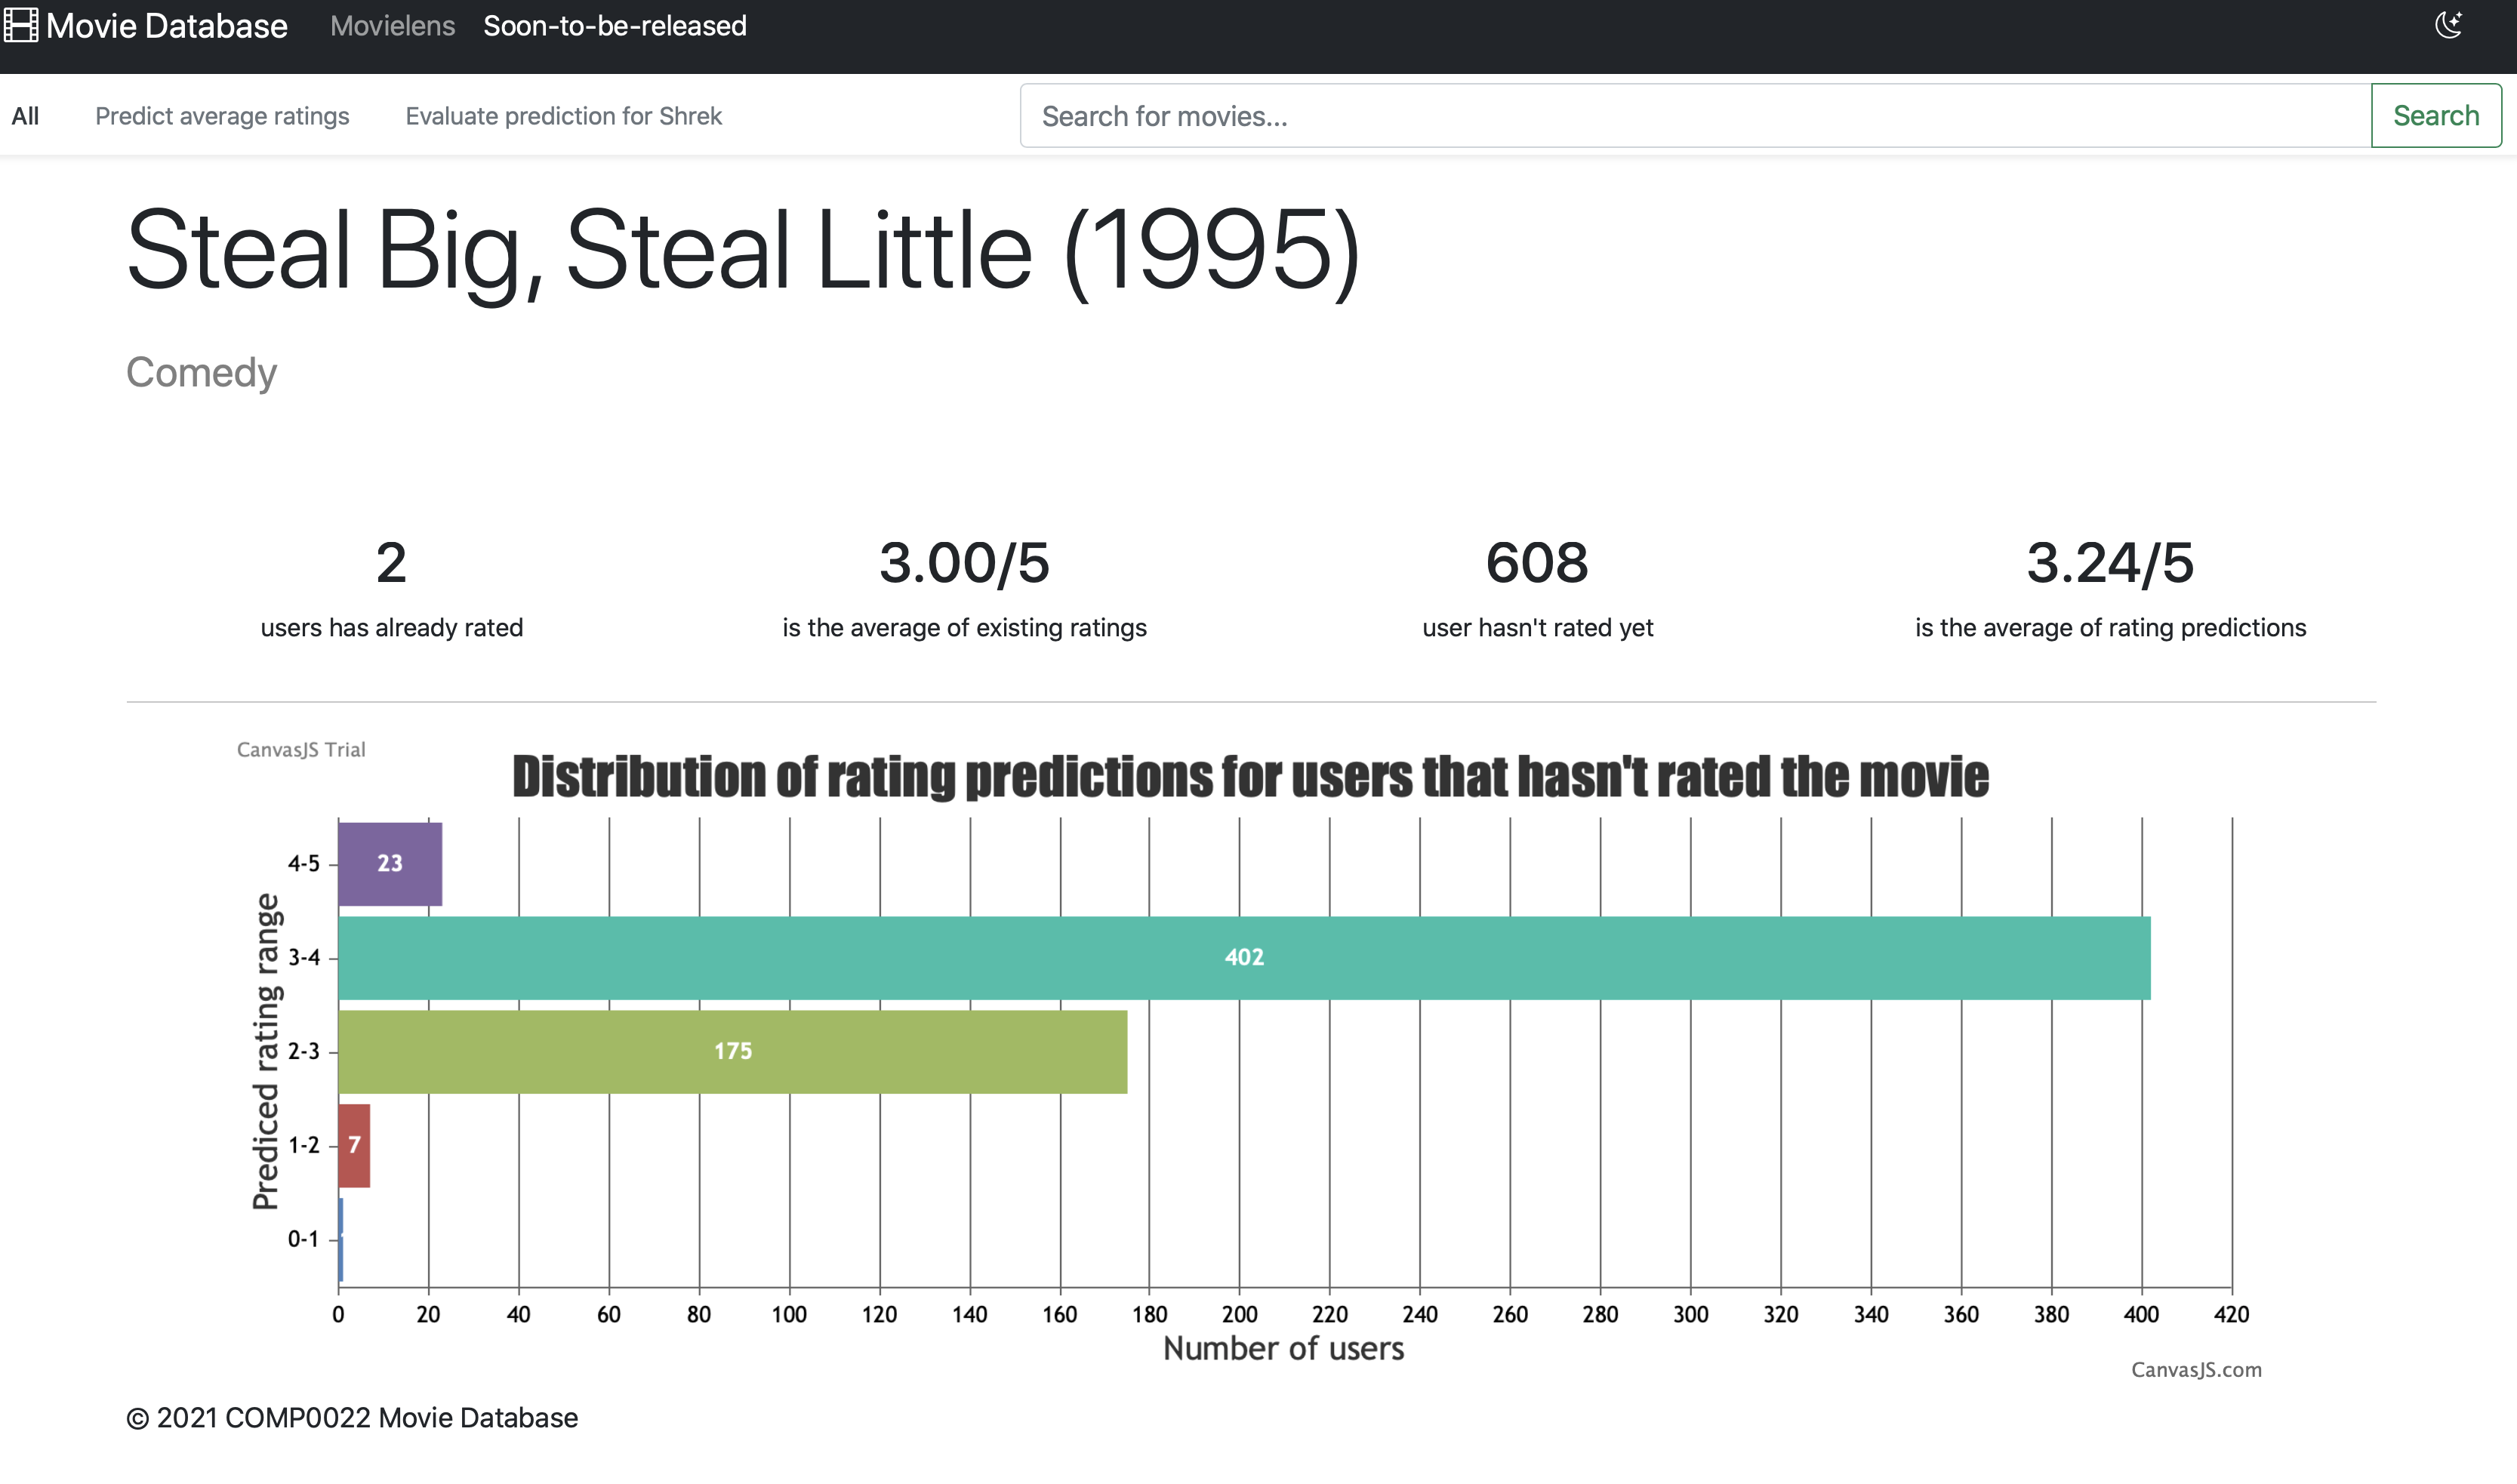 Movie Database Movielens Soon-to-be-released
All Predict average ratings Evaluate prediction for Shrek Search for movies... Search
Steal Big, Steal Little (1995)
Comedy
2 3.00/5 608 3.24/5
users has already rated is the average of existing ratings user hasn't rated yet is the average of rating predictions
CanvasJS Trial
Distribution of rating predictions for users that hasn't rated the movie
Prediced rating range
4-5 23
3-4 402
2-3 175
1-2 7
0-1
0 20 40 60 80 100 120 140 160 180 200 220 240 260 280 300 320 340 360 380 400 420
Number of users
CanvasJS.com
© 2021 COMP0022 Movie Database